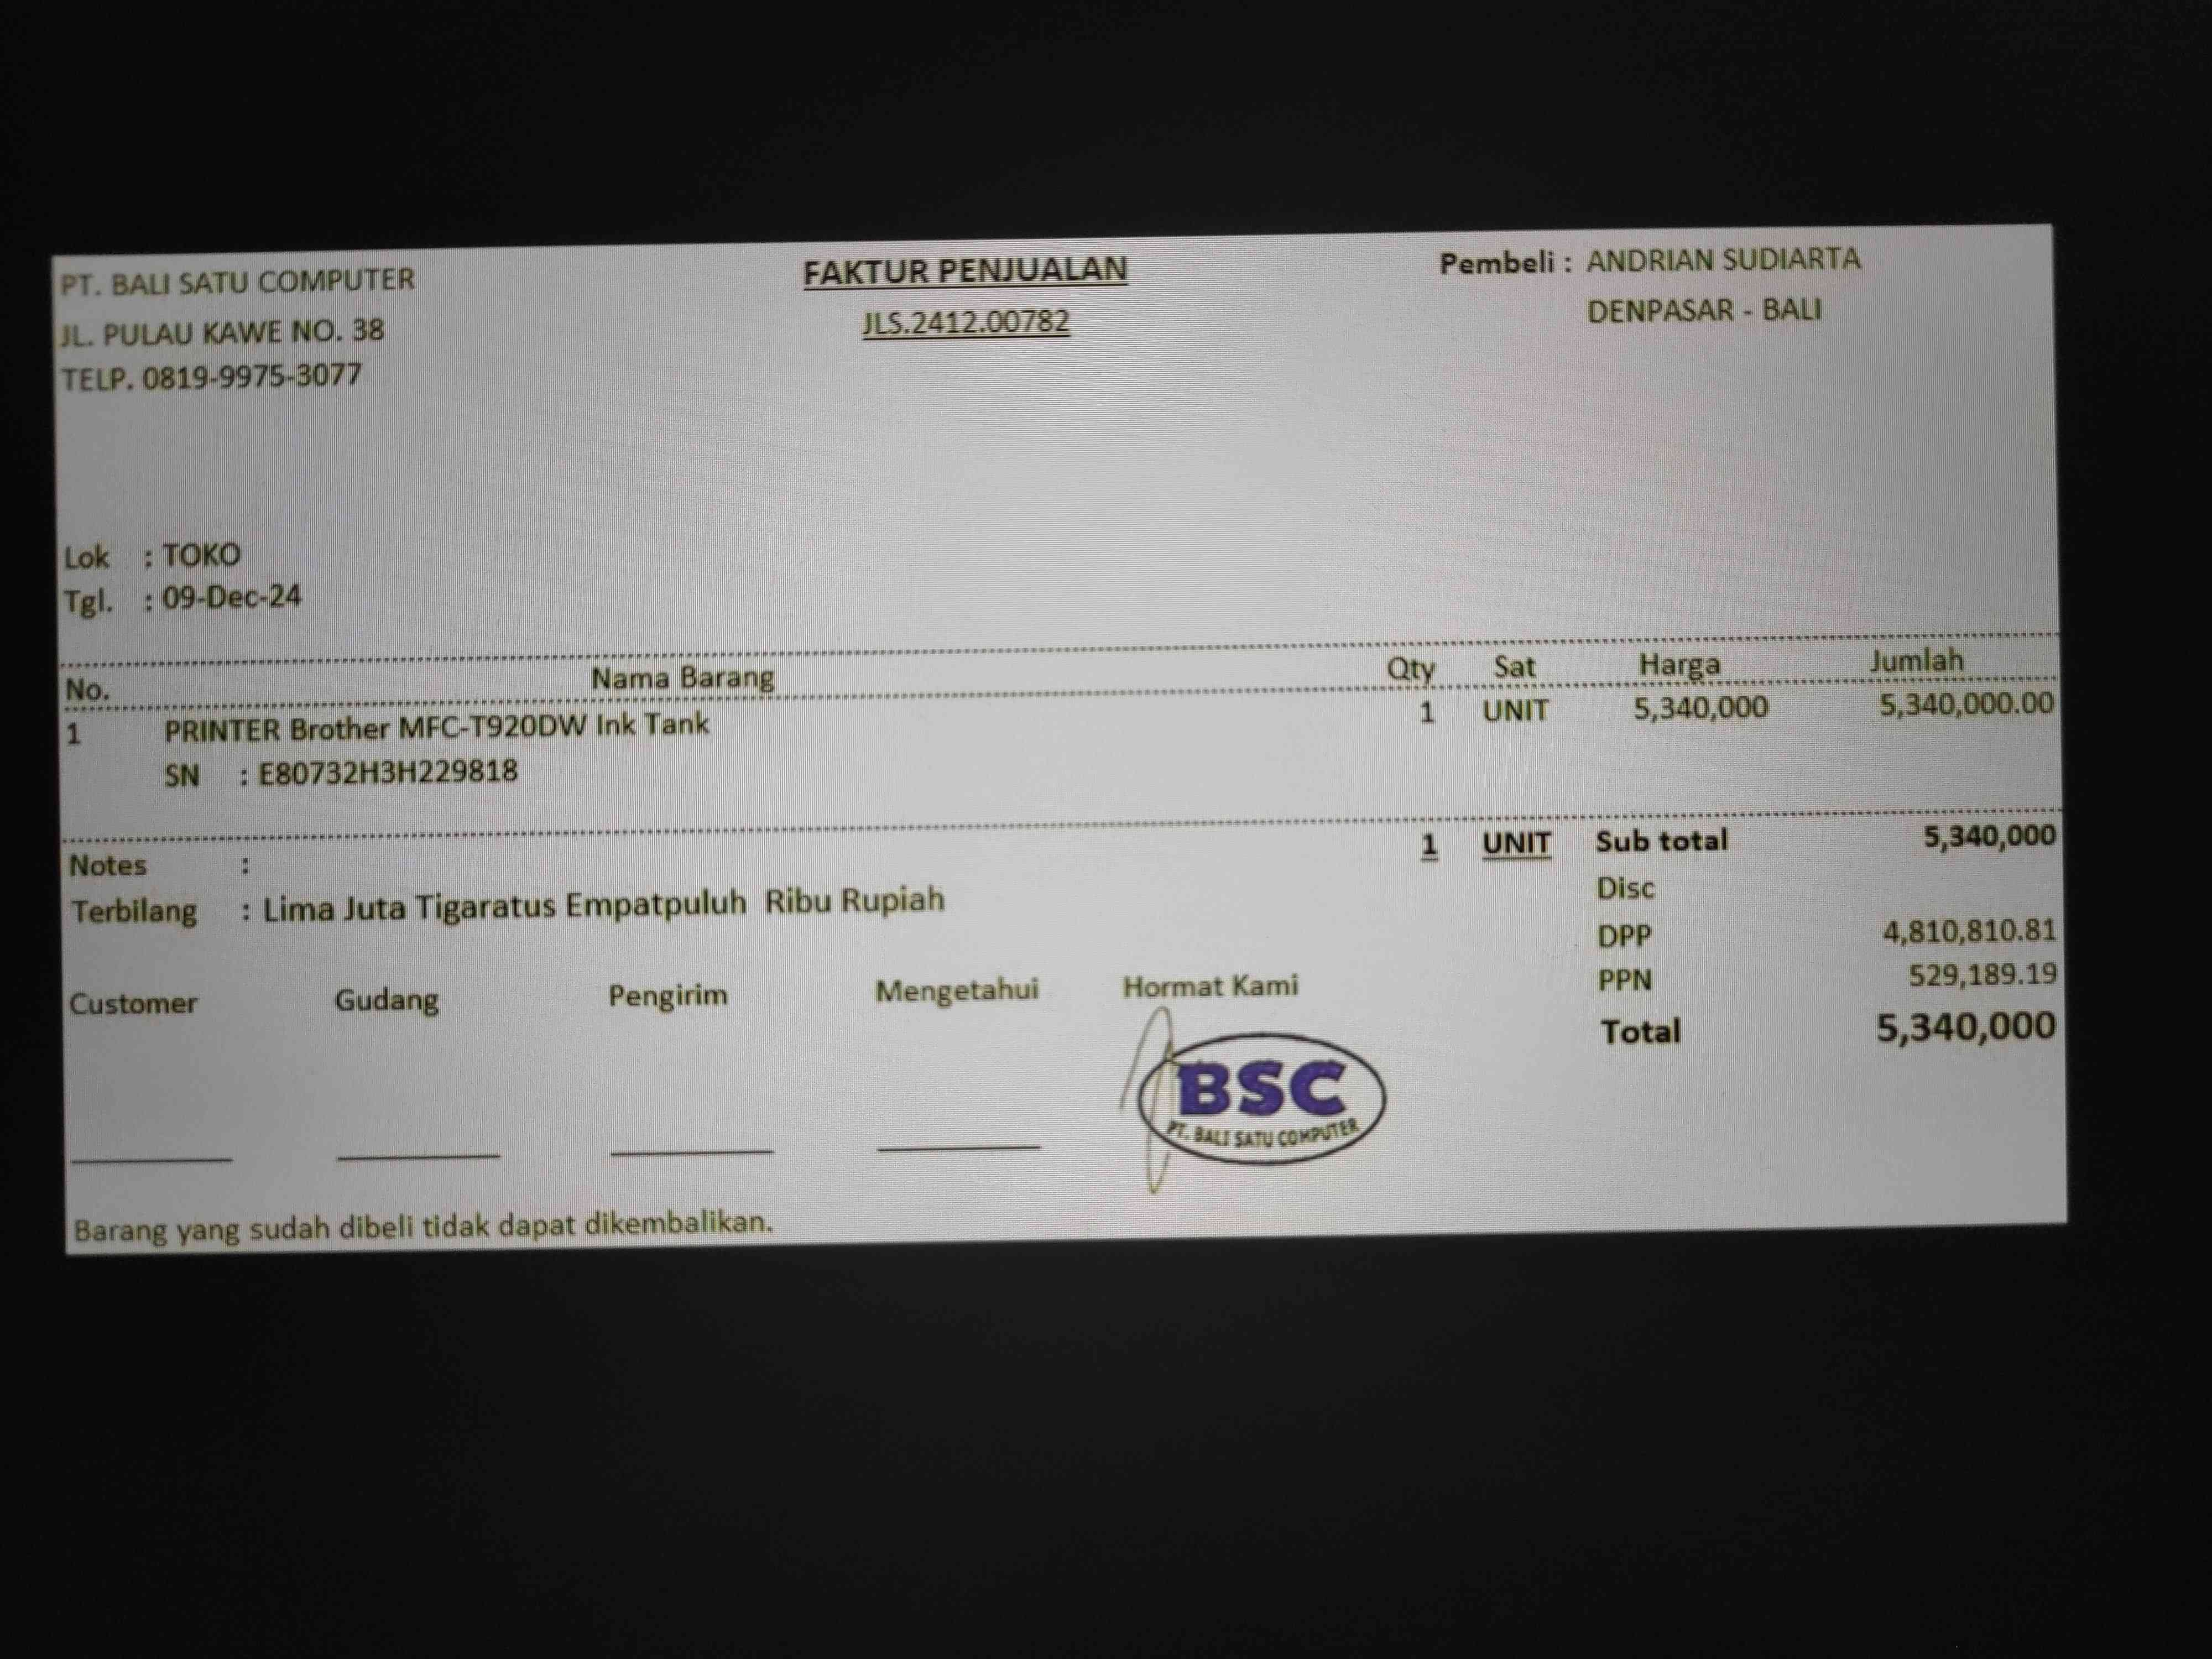 PT. BALI SATU COMPUTER
JL. PULAU KAWE NO. 38
TELP. 0819-9975-3077
FAKTUR PENJUALAN
JLS.2412.00782
Pembeli : ANDRIAN SUDIARTA
DENPASAR - BALI
Lok : TOKO
Tgl. : 09-Dec-24
No. Nama Barang Qty Sat Harga Jumlah
1 PRINTER Brother MFC-T920DW Ink Tank 1 UNIT 5,340,000 5,340,000.00
SN : E80732H3H229818
1 UNIT Sub total 5,340,000
Notes :
Disc
Terbilang : Lima Juta Tigaratus Empatpuluh Ribu Rupiah
DPP 4,810,810.81
PPN 529,189.19
Total 5,340,000
Customer Gudang Pengirim Mengetahui Hormat Kami
BSC
PT. BALI SATU COMPUTER
Barang yang sudah dibeli tidak dapat dikembalikan.